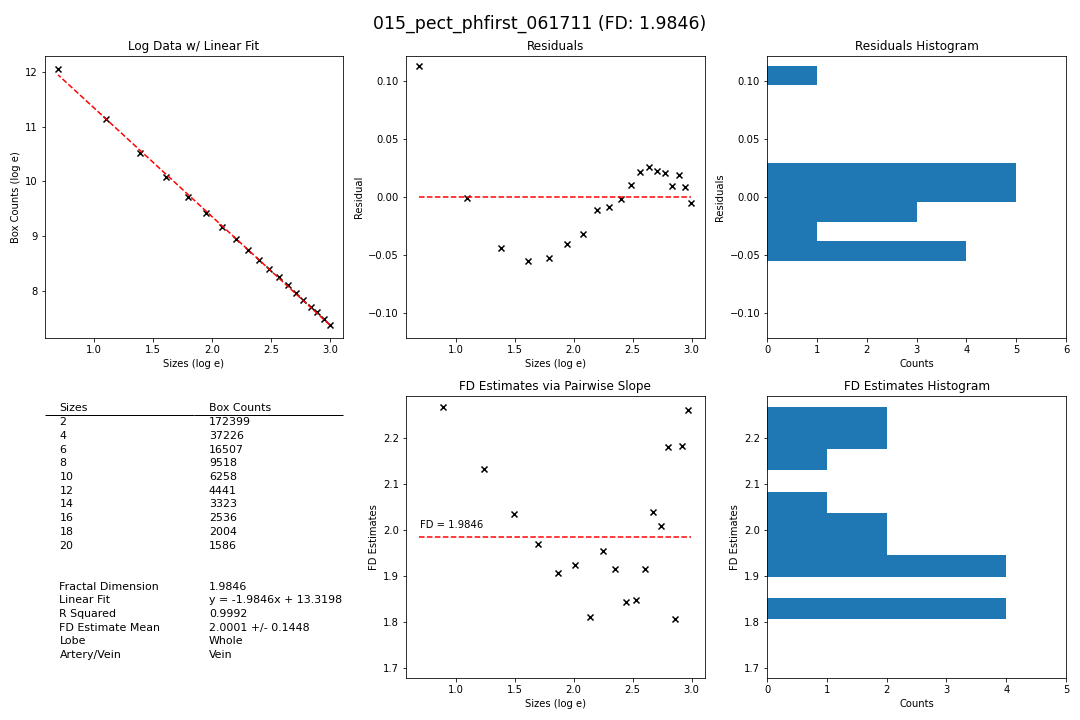 015_pect_phfirst_061711 (FD: 1.9846)
Log Data w/ Linear Fit
12
11
10
9
8
Box Counts (log e)
1.0 1.5 2.0 2.5 3.0
Sizes (log e)
Residuals
0.10
0.05
0.00
−0.05
−0.10
Residual
1.0 1.5 2.0 2.5 3.0
Sizes (log e)
Residuals Histogram
0.10
0.05
0.00
−0.05
−0.10
Residuals
0 1 2 3 4 5 6
Counts
Sizes Box Counts
2 172399
4 37226
6 16507
8 9518
10 6258
12 4441
14 3323
16 2536
18 2004
20 1586
Fractal Dimension 1.9846
Linear Fit y = -1.9846x + 13.3198
R Squared 0.9992
FD Estimate Mean 2.0001 +/- 0.1448
Lobe Whole
Artery/Vein Vein
FD Estimates via Pairwise Slope
2.2
2.1
2.0
1.9
1.8
1.7
FD Estimates
FD = 1.9846
1.0 1.5 2.0 2.5 3.0
Sizes (log e)
FD Estimates Histogram
2.2
2.1
2.0
1.9
1.8
1.7
FD Estimates
0 1 2 3 4 5
Counts